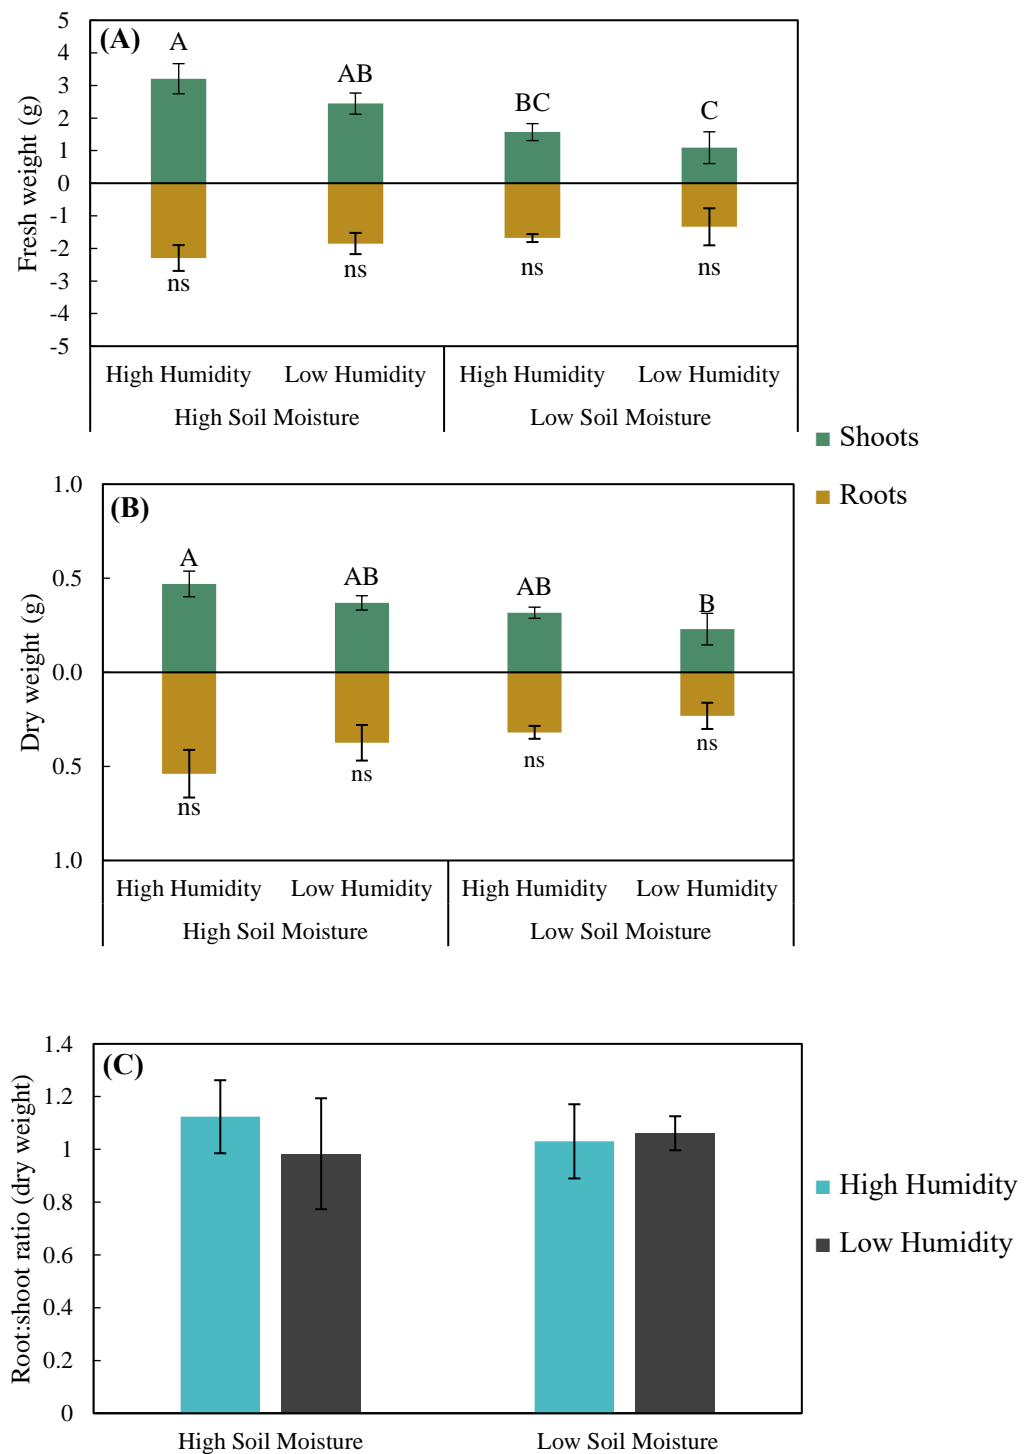 (A)
Fresh weight (g)
5
4
3
2
1
0
-1
-2
-3
-4
-5
A
AB
BC
C
ns
ns
ns
ns
High Humidity
Low Humidity
High Humidity
Low Humidity
High Soil Moisture
Low Soil Moisture
Shoots
Roots
(B)
Dry weight (g)
1.0
0.5
0.0
0.5
1.0
A
AB
AB
B
ns
ns
ns
ns
High Humidity
Low Humidity
High Humidity
Low Humidity
High Soil Moisture
Low Soil Moisture
(C)
Root:shoot ratio (dry weight)
1.4
1.2
1
0.8
0.6
0.4
0.2
0
High Soil Moisture
Low Soil Moisture
High Humidity
Low Humidity